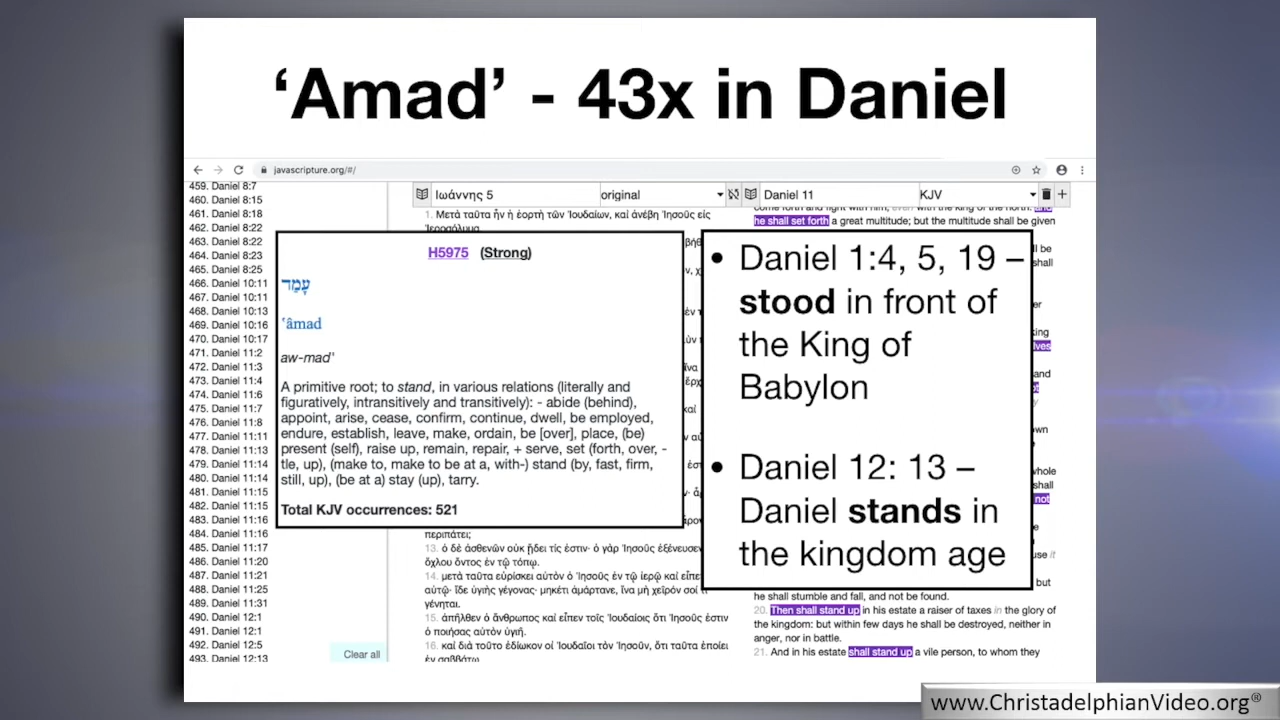 ‘Amad’ - 43x in Daniel
javascripture.org/#/
459. Daniel 8:7
460. Daniel 8:15
461. Daniel 8:18
462. Daniel 8:22
463. Daniel 8:22
464. Daniel 8:23
465. Daniel 8:25
466. Daniel 10:11
467. Daniel 10:11
468. Daniel 10:13
469. Daniel 10:16
470. Daniel 10:17
471. Daniel 11:2
472. Daniel 11:3
473. Daniel 11:4
474. Daniel 11:6
475. Daniel 11:7
476. Daniel 11:8
477. Daniel 11:11
478. Daniel 11:13
479. Daniel 11:14
480. Daniel 11:14
481. Daniel 11:15
482. Daniel 11:15
483. Daniel 11:16
484. Daniel 11:16
485. Daniel 11:17
486. Daniel 11:20
487. Daniel 11:21
488. Daniel 11:25
489. Daniel 11:31
490. Daniel 12:1
491. Daniel 12:1
492. Daniel 12:5
493. Daniel 12:13
Clear all
Ιωάννης 5 original
1. Μετὰ ταῦτα ἦν ἡ ἑορτὴ τῶν Ἰουδαίων, καὶ ἀνέβη Ἰησοῦς εἰς
Ἱεροσόλυμα.
H5975 (Strong)
עָמַד
‛âmad
aw-mad'
A primitive root; to stand, in various relations (literally and
figuratively, intransitively and transitively): - abide (behind),
appoint, arise, cease, confirm, continue, dwell, be employed,
endure, establish, leave, make, ordain, be [over], place, (be)
present (self), raise up, remain, repair, + serve, set (forth, over, -
tle, up), (make to, make to be at a, with-) stand (by, fast, firm,
still, up), (be at a) stay (up), tarry.
Total KJV occurrences: 521
περιπάτει;
13. ὁ δὲ ἀσθενῶν οὐκ ᾔδει τίς ἐστιν· ὁ γὰρ Ἰησοῦς ἐξένευσεν
ὄχλου ὄντος ἐν τῷ τόπῳ.
14. μετὰ ταῦτα εὑρίσκει αὐτὸν ὁ Ἰησοῦς ἐν τῷ ἱερῷ καὶ εἶπε
αὐτῷ· ἴδε ὑγιὴς γέγονας· μηκέτι ἁμάρτανε, ἵνα μὴ χεῖρόν σοί τ
γένηται.
15. ἀπῆλθεν ὁ ἄνθρωπος καὶ εἶπεν τοῖς Ἰουδαίοις ὅτι Ἰησοῦς ἐστιν
ὁ ποιήσας αὐτὸν ὑγιῆ.
16. καὶ διὰ τοῦτο ἐδίωκον οἱ Ἰουδαῖοι τὸν Ἰησοῦν, ὅτι ταῦτα ἐποίει
ἐν σαββάτῳ.
Daniel 11 KJV
he shall set forth a great multitude; but the multitude shall be given
• Daniel 1:4, 5, 19 –
stood in front of
the King of
Babylon
• Daniel 12: 13 –
Daniel stands in
the kingdom age
he shall stumble and fall, and not be found.
20. Then shall stand up in his estate a raiser of taxes in the glory of
the kingdom: but within few days he shall be destroyed, neither in
anger, nor in battle.
21. And in his estate shall stand up a vile person, to whom they
www.ChristadelphianVideo.org®